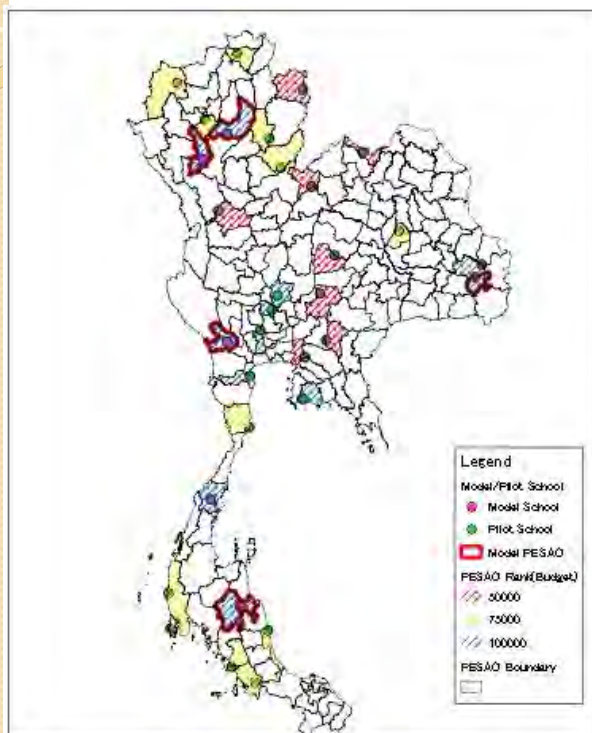 Legend
Model/Pilot School
Model School
Pilot School
Model PESAO
PESAO Rank(Budget)
50000
75000
100000
PESAO Boundary